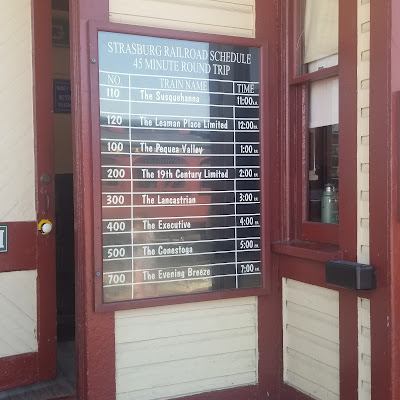 STRASBURG RAILROAD SCHEDULE
45 MINUTE ROUND TRIP
NO. TRAIN NAME TIME
110 The Susquehanna 11:00 A.M.
120 The Leaman Place Limited 12:00 P.M.
100 The Pequea Valley 1:00 P.M.
200 The 19th Century Limited 2:00 P.M.
300 The Lancastrian 3:00 P.M.
400 The Executive 4:00 P.M.
500 The Conestoga 5:00 P.M.
700 The Evening Breeze 7:00 P.M.